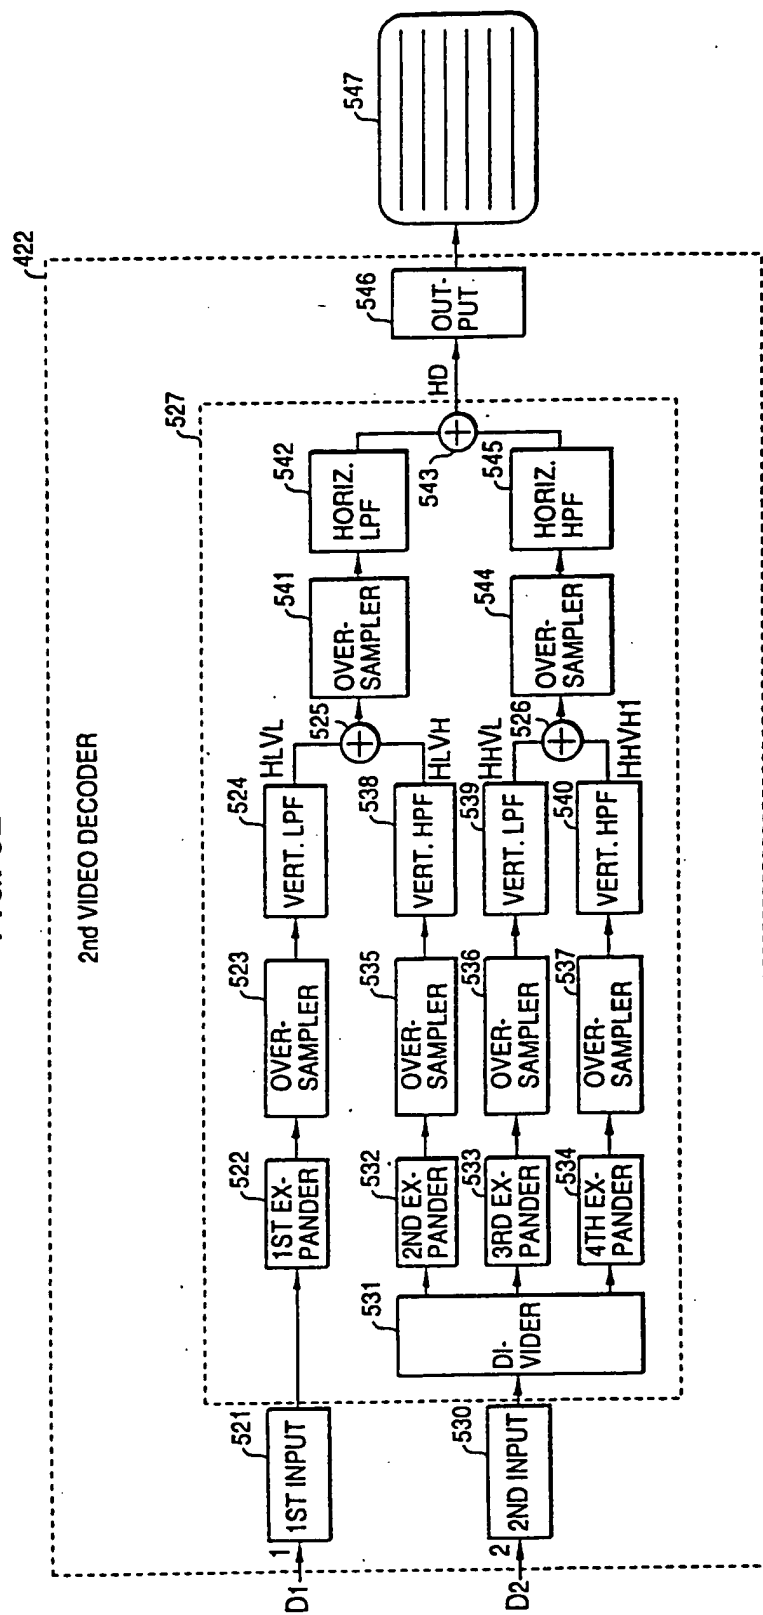 422
2nd VIDEO DECODER
527
D1
1
521
1ST INPUT
522
1ST EX-
PANDER
523
OVER-
SAMPLER
524
VERT. LPF
HLVL
525
541
OVER-
SAMPLER
542
HORIZ.
LPF
D2
2
530
2ND INPUT
531
DI-
VIDER
532
2ND EX-
PANDER
535
OVER-
SAMPLER
538
VERT. HPF
HLVH
533
3RD EX-
PANDER
536
OVER-
SAMPLER
539
VERT. LPF
HHVL
526
544
OVER-
SAMPLER
545
HORIZ.
HPF
534
4TH EX-
PANDER
537
OVER-
SAMPLER
540
VERT. HPF
HHVH1
543
HD
546
OUT-
PUT
547